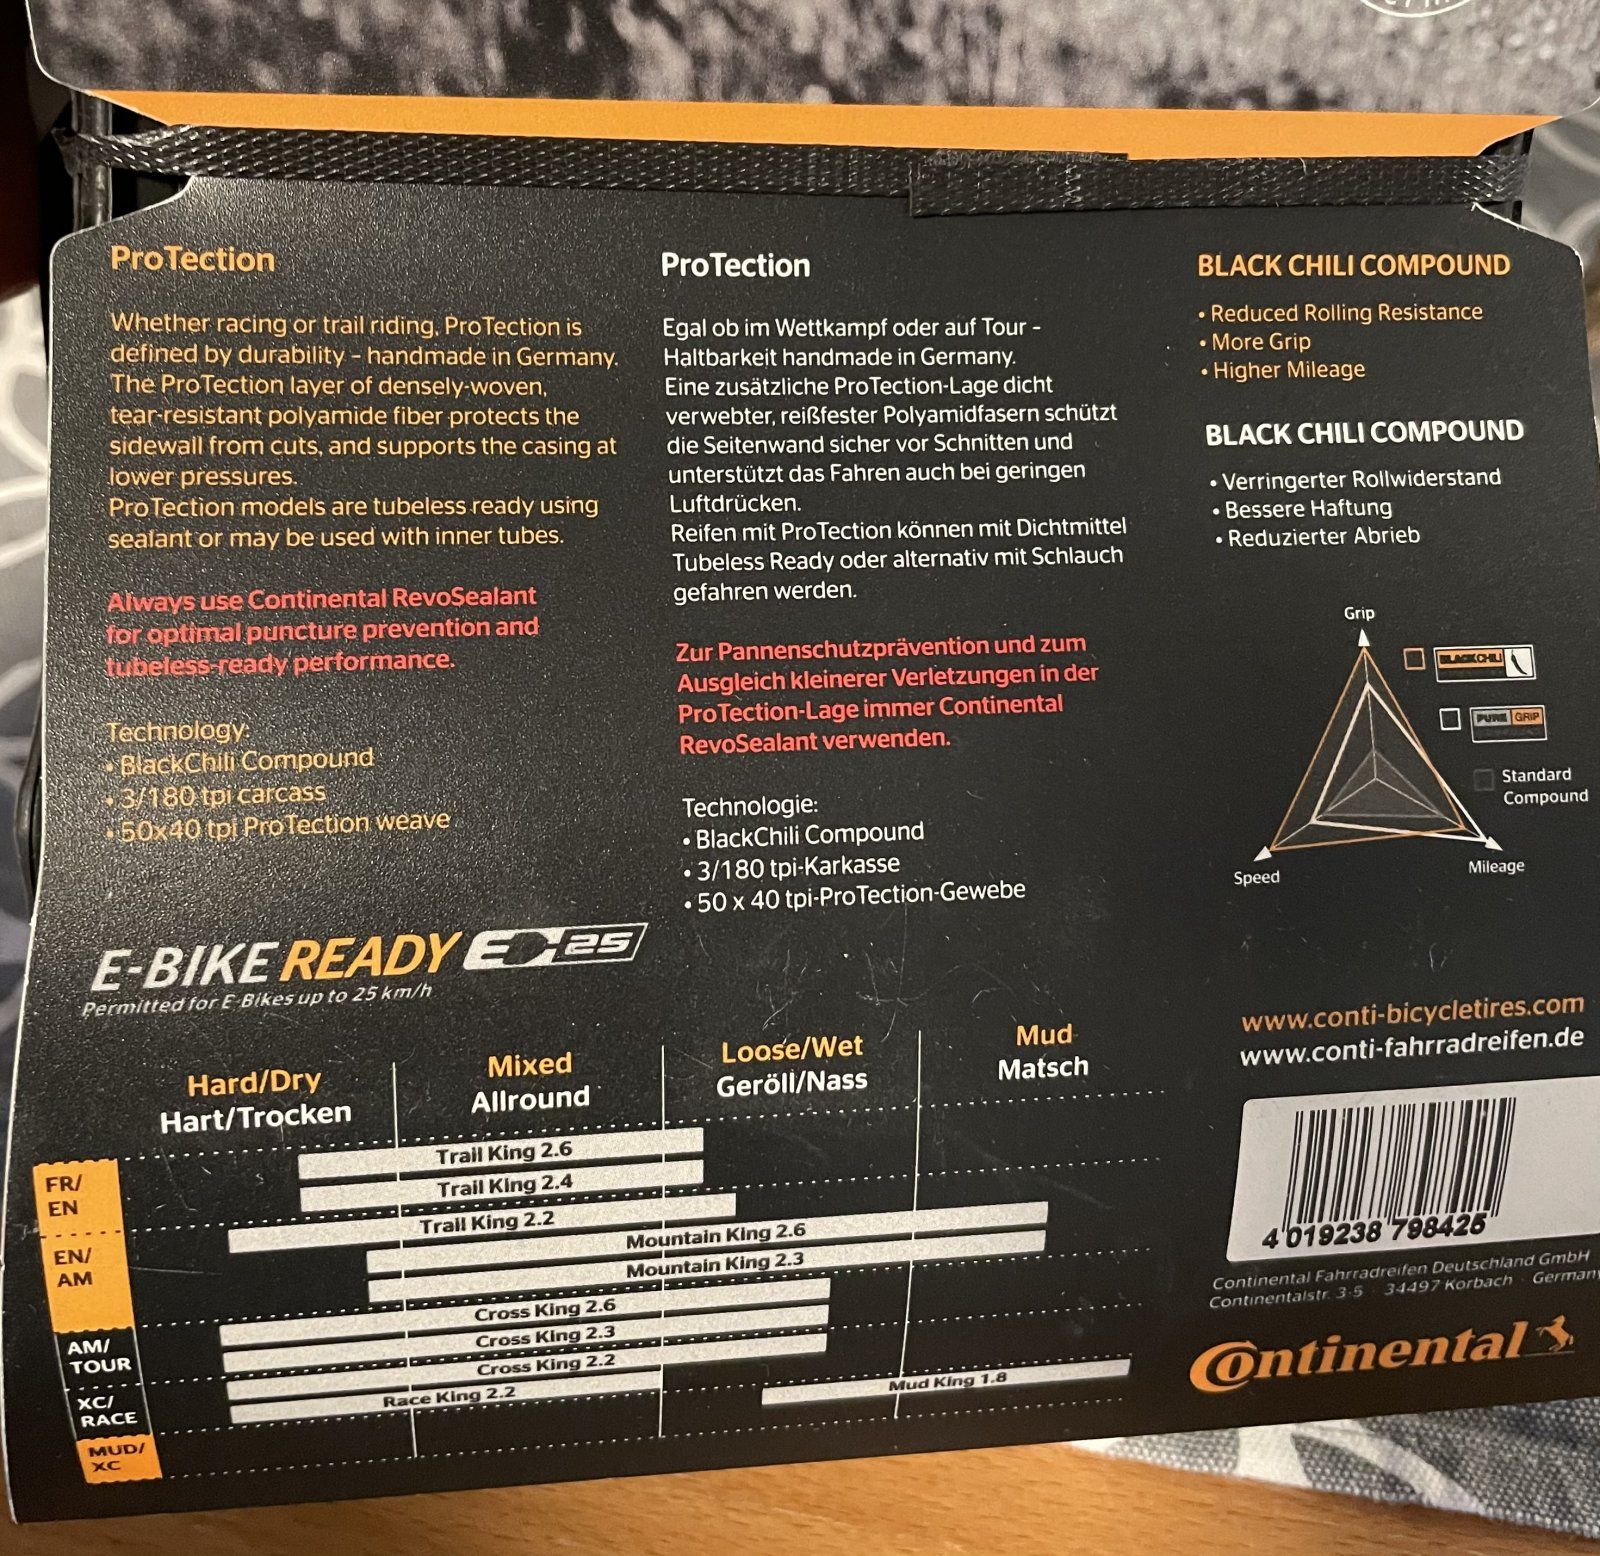 ProTection
Whether racing or trail riding, ProTection is
defined by durability - handmade in Germany.
The ProTection layer of densely-woven,
tear-resistant polyamide fiber protects the
sidewall from cuts, and supports the casing at
lower pressures.
ProTection models are tubeless ready using
sealant or may be used with inner tubes.
Always use Continental RevoSealant
for optimal puncture prevention and
tubeless-ready performance.
Technology:
• BlackChili Compound
• 3/180 tpi carcass
• 50x40 tpi ProTection weave
ProTection
Egal ob im Wettkampf oder auf Tour -
Haltbarkeit handmade in Germany.
Eine zusätzliche ProTection-Lage dicht
verwebter, reißfester Polyamidfasern schützt
die Seitenwand sicher vor Schnitten und
unterstützt das Fahren auch bei geringen
Luftdrücken.
Reifen mit ProTection können mit Dichtmittel
Tubeless Ready oder alternativ mit Schlauch
gefahren werden.
Zur Pannenschutzprävention und zum
Ausgleich kleinerer Verletzungen in der
ProTection-Lage immer Continental
RevoSealant verwenden.
Technologie:
• BlackChili Compound
• 3/180 tpi-Karkasse
• 50 x 40 tpi-ProTection-Gewebe
BLACK CHILI COMPOUND
• Reduced Rolling Resistance
• More Grip
• Higher Mileage
BLACK CHILI COMPOUND
• Verringerter Rollwiderstand
• Bessere Haftung
• Reduzierter Abrieb
Grip
BLACKCHILI
PURE GRIP
Standard
Compound
Speed
Mileage
E-BIKE READY 25
Permitted for E-Bikes up to 25 km/h
www.conti-bicycletires.com
www.conti-fahrradreifen.de
Hard/Dry
Hart/Trocken
Mixed
Allround
Loose/Wet
Geröll/Nass
Mud
Matsch
FR/
EN
EN/
AM
AM/
TOUR
XC/
RACE
MUD/
XC
Trail King 2.6
Trail King 2.4
Trail King 2.2
Mountain King 2.6
Mountain King 2.3
Cross King 2.6
Cross King 2.3
Cross King 2.2
Race King 2.2
Mud King 1.8
4 019238 798425
Continental Fahrradreifen Deutschland GmbH
Continentalstr. 3-5 · 34497 Korbach · Germany
Continental